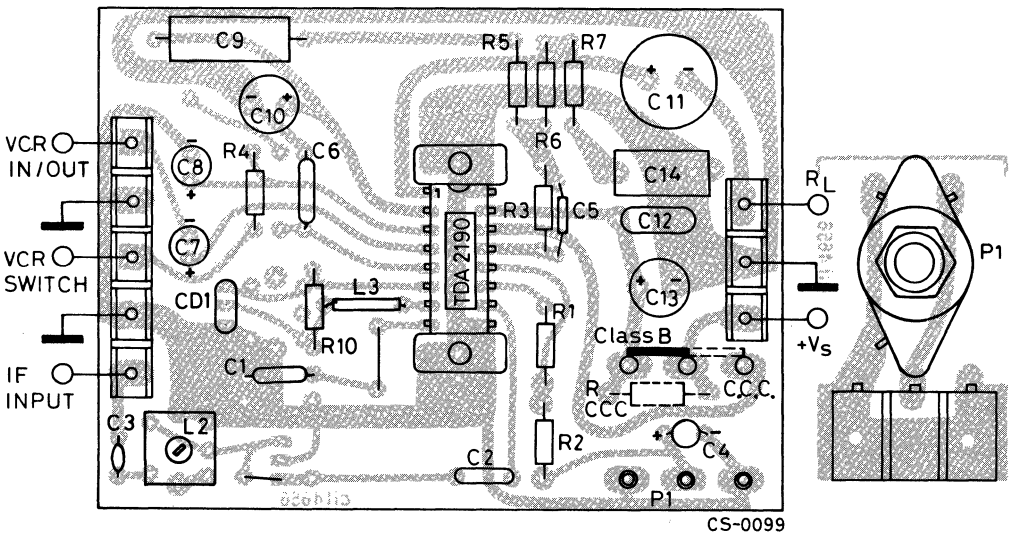 C9
R5
R7
C11
C10
R6
VCR
IN/OUT
C8
R4
C6
1
C14
RL
R3
C5
C12
TDA 2190
P1
C7
VCR
SWITCH
CD1
L3
C13
R1
+Vs
R10
Class B
C1
IF
INPUT
R
CCC
C.C.C.
C3
L2
R2
C4
C2
P1
CS-0099